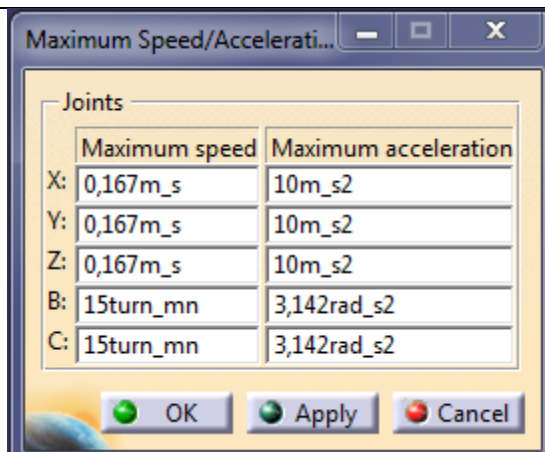 Maximum Speed/Accelerati...
Joints
Maximum speed Maximum acceleration
X: 0,167m_s 10m_s2
Y: 0,167m_s 10m_s2
Z: 0,167m_s 10m_s2
B: 15turn_mn 3,142rad_s2
C: 15turn_mn 3,142rad_s2
OK Apply Cancel